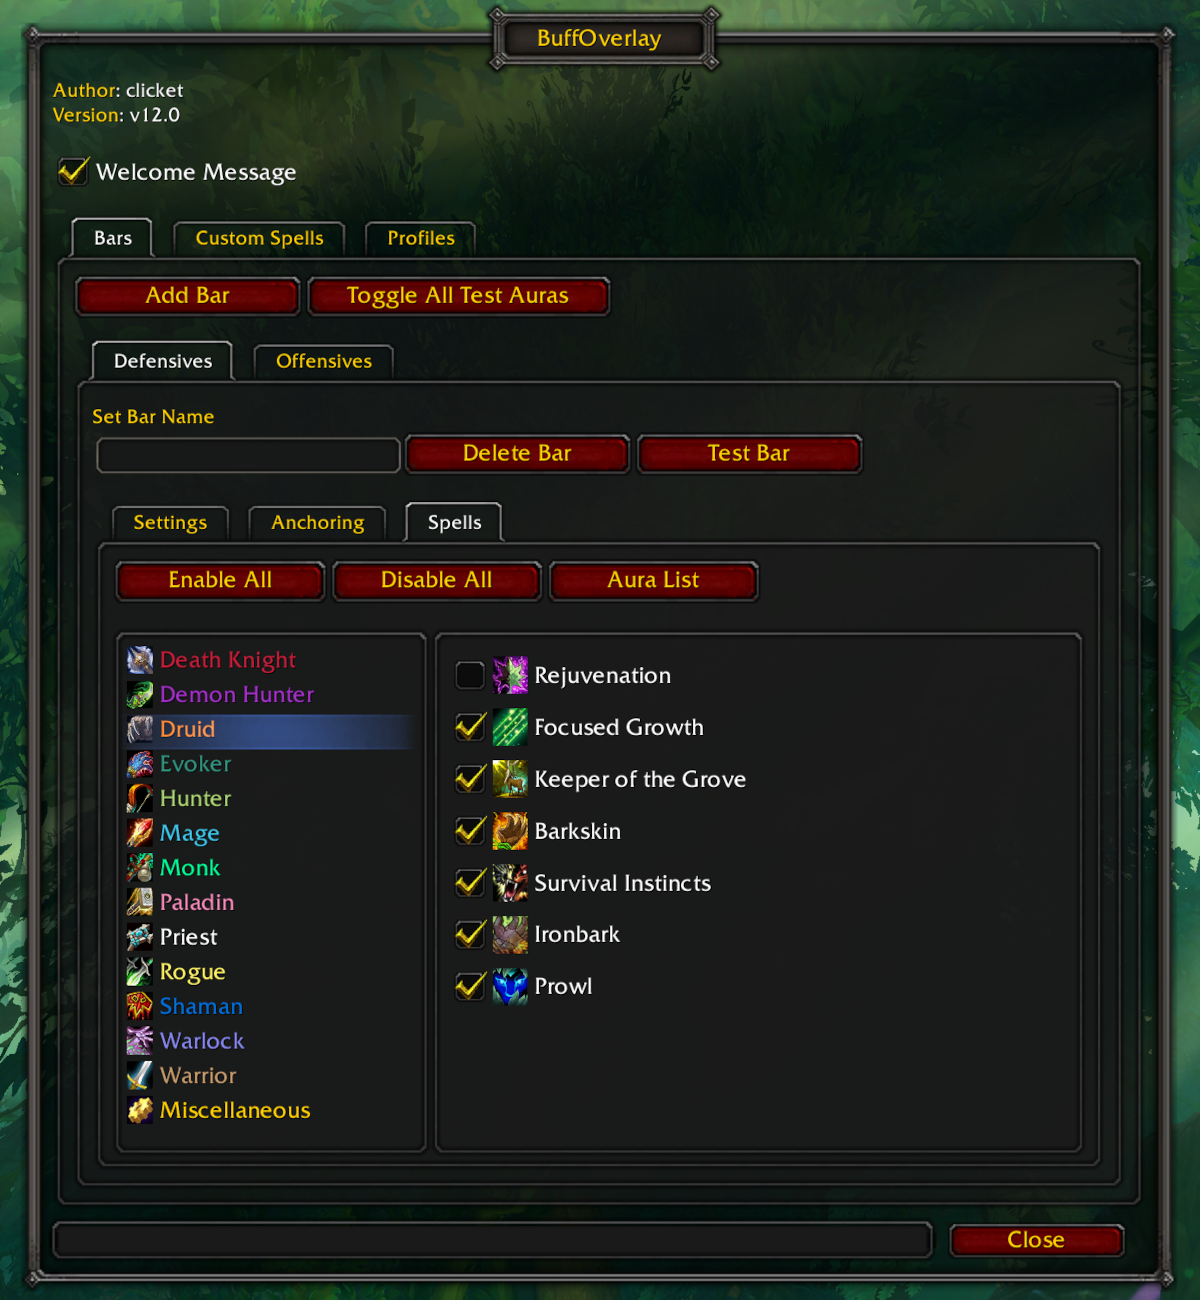 BuffOverlay
Author: clicket
Version: v12.0
Welcome Message
Bars Custom Spells Profiles
Add Bar Toggle All Test Auras
Defensives Offensives
Set Bar Name
Delete Bar Test Bar
Settings Anchoring Spells
Enable All Disable All Aura List
Death Knight
Demon Hunter
Druid
Evoker
Hunter
Mage
Monk
Paladin
Priest
Rogue
Shaman
Warlock
Warrior
Miscellaneous
Rejuvenation
Focused Growth
Keeper of the Grove
Barkskin
Survival Instincts
Ironbark
Prowl
Close